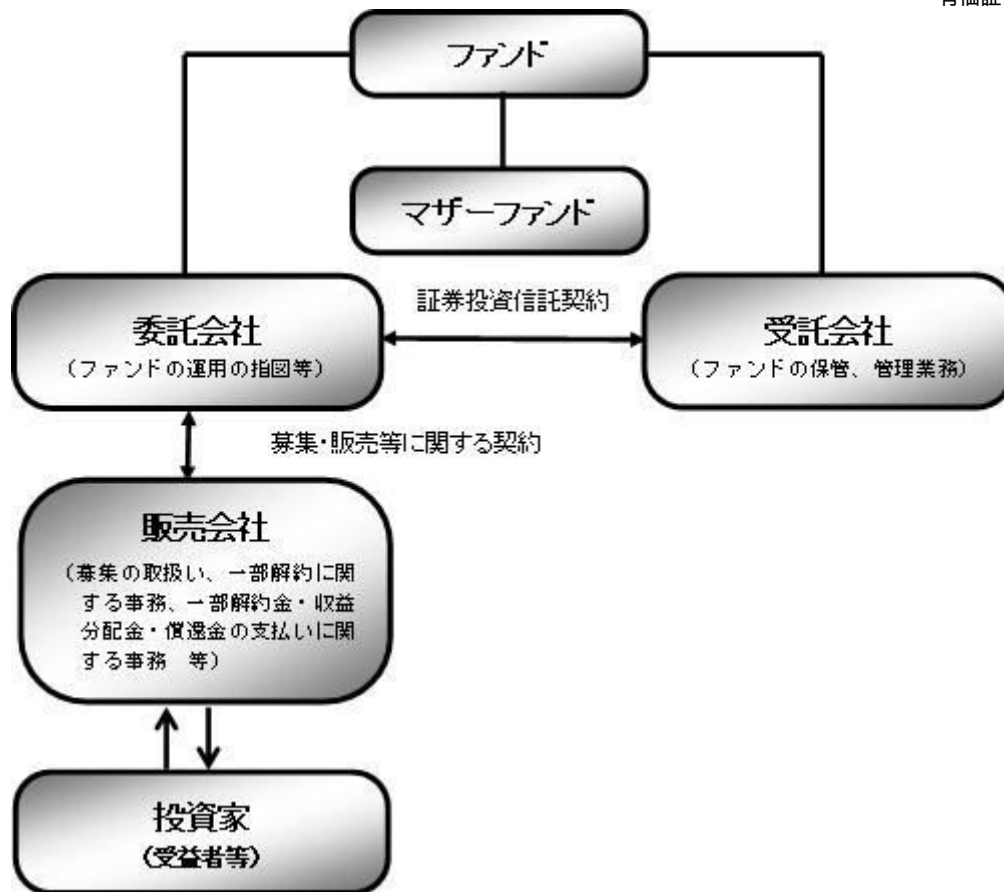 ファンド
マザーファンド
証券投資信託契約
委託会社
（ファンドの運用の指図等）
受託会社
（ファンドの保管、管理業務）
募集・販売等に関する契約
販売会社
（募集の取扱い、一部解約に関
する事務、一部解約金・収益
分配金・償還金の支払いに関
する事務　等）
投資家
（受益者等）